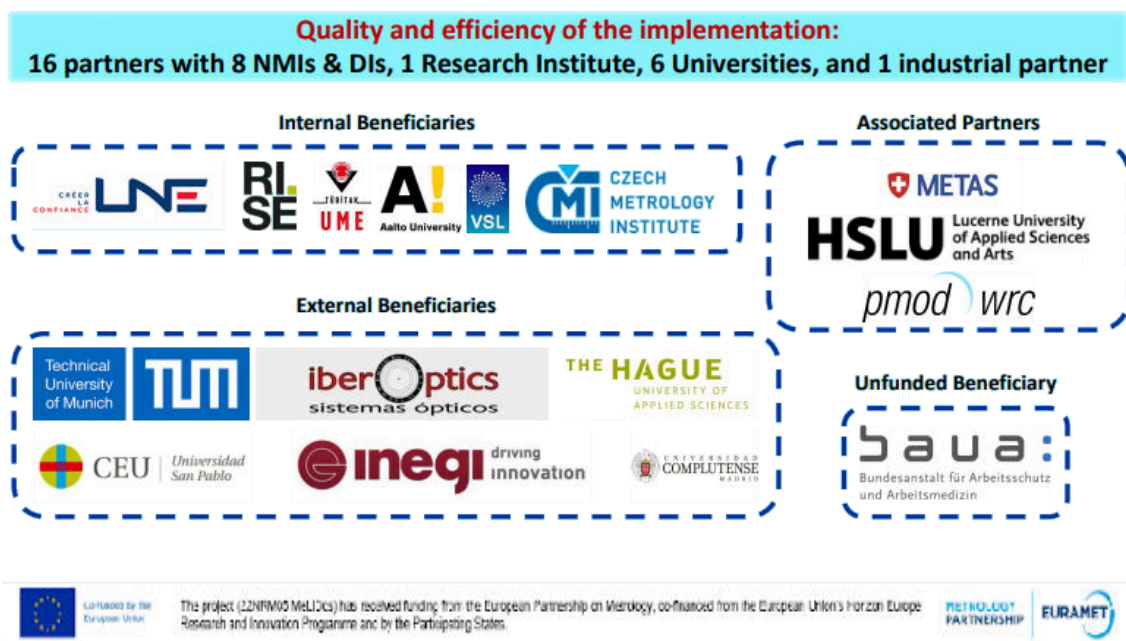 Quality and efficiency of the implementation:
16 partners with 8 NMIs & DIs, 1 Research Institute, 6 Universities, and 1 industrial partner
Internal Beneficiaries
CRÉER
LA
CONFIANCE
LNE
RI.
SE
TÜBİTAK
UME
A!
Aalto University
VSL
CMI
CZECH
METROLOGY
INSTITUTE
Associated Partners
METAS
HSLU
Lucerne University
of Applied Sciences
and Arts
pmod wrc
External Beneficiaries
Technical
University
of Munich
TUM
iberOptics
sistemas ópticos
THE HAGUE
UNIVERSITY OF
APPLIED SCIENCES
CEU
Universidad
San Pablo
inegi
driving
innovation
UNIVERSIDAD
COMPLUTENSE
MADRID
Unfunded Beneficiary
baua:
Bundesanstalt für Arbeitsschutz
und Arbeitsmedizin
Co-funded by the
European Union
The project (22NRM05 MeLiDos) has received funding from the European Partnership on Metrology, co-financed from the European Union's Horizon Europe
Research and Innovation Programme and by the Participating States.
METROLOGY
PARTNERSHIP
EURAMET